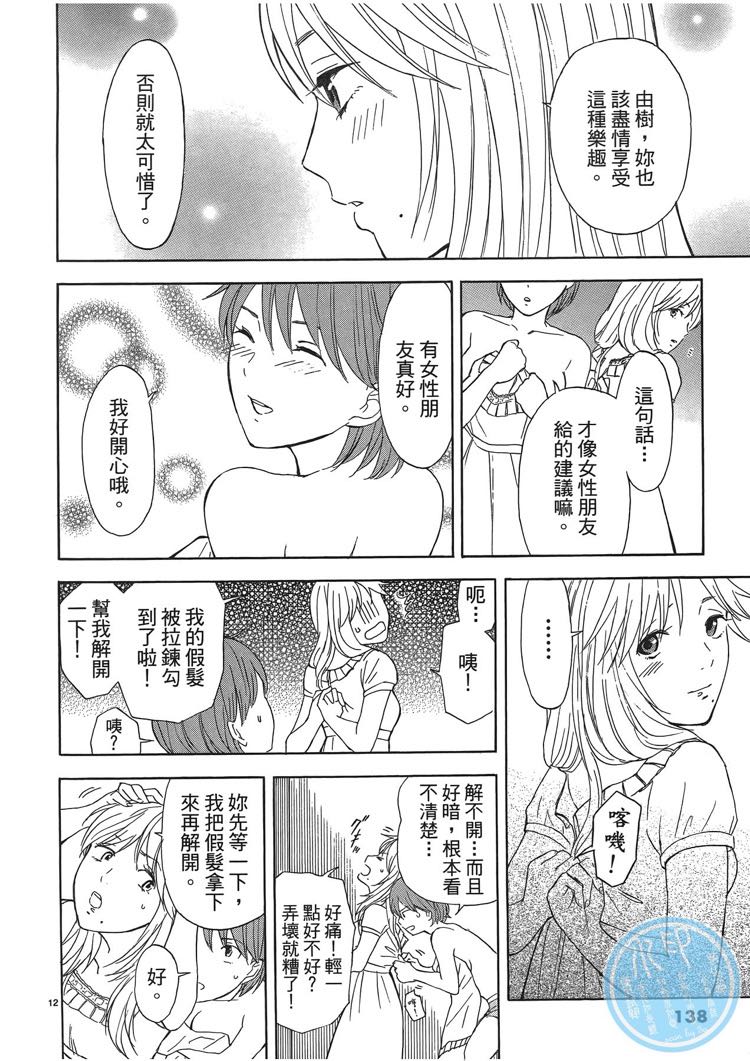 由樹，妳也
該盡情享受
這種樂趣。
否則就太可惜了。
這句話…
才像女性朋友
給的建議嘛。
有女性朋
友真好。
我好開心哦。
……
喀嘰！
呃…
咦！
我的假髮
被拉鍊勾
到了啦！
幫我解開
一下！
咦？
解不開…而且
好暗，根本看
不清楚…
好痛！輕一
點好不好？
弄壞就糟了！
妳先等一下，
我把假髮拿下
來再解開。
好。
12
138